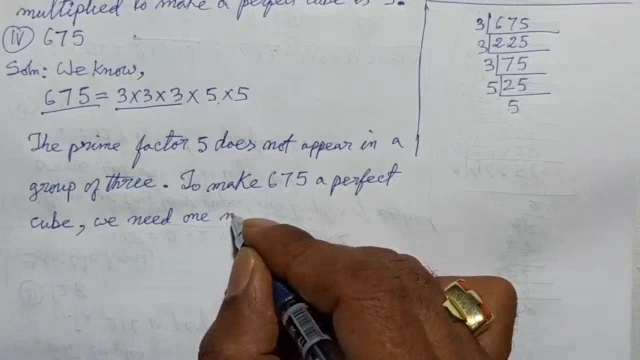 multiplied to make a perfect cube is 3.
(iv) 675
Soln: We know,
675 = 3×3×3 × 5 × 5
The prime factor 5 does not appear in a
group of three. To make 675 a perfect
cube, we need one
3 | 675
3 | 225
3 | 75
5 | 25
5